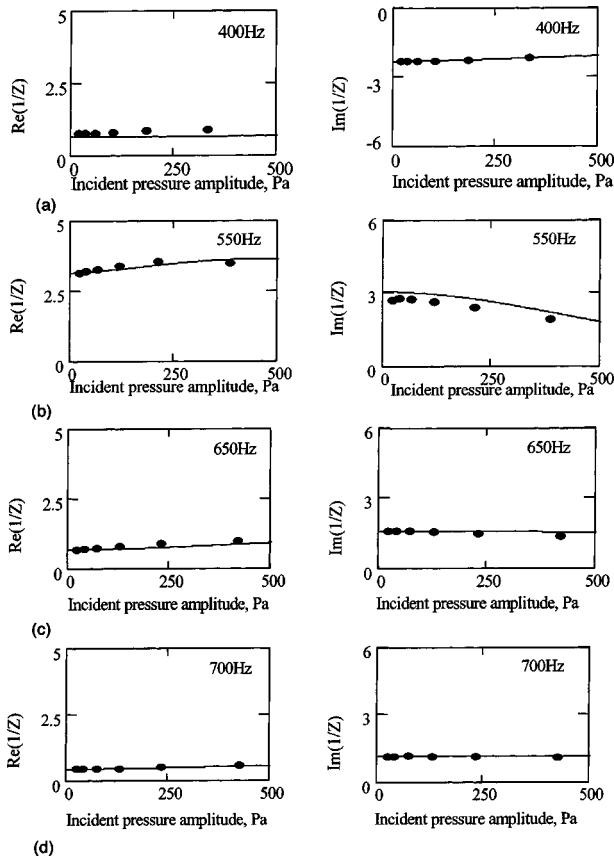 5
400Hz
Re(1/Z)
2.5
0
0
250
500
Incident pressure amplitude, Pa
-0
400Hz
Im(1/Z)
-3
-6
0
250
500
Incident pressure amplitude, Pa
(a)
5
550Hz
Re(1/Z)
2.5
0
0
250
500
Incident pressure amplitude, Pa
6
550Hz
Im(1/Z)
3
0
0
250
500
Incident pressure amplitude, Pa
(b)
5
650Hz
Re(1/Z)
2.5
0
0
250
500
Incident pressure amplitude, Pa
6
650Hz
Im(1/Z)
3
0
0
250
500
Incident pressure amplitude, Pa
(c)
5
700Hz
Re(1/Z)
2.5
0
0
250
500
Incident pressure amplitude, Pa
6
700Hz
Im(1/Z)
3
0
0
250
500
Incident pressure amplitude, Pa
(d)